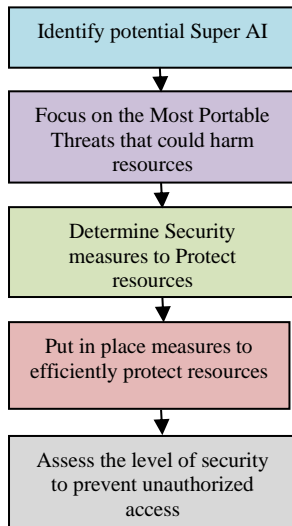 Identify potential Super AI
Focus on the Most Portable
Threats that could harm
resources
Determine Security
measures to Protect
resources
Put in place measures to
efficiently protect resources
Assess the level of security
to prevent unauthorized
access